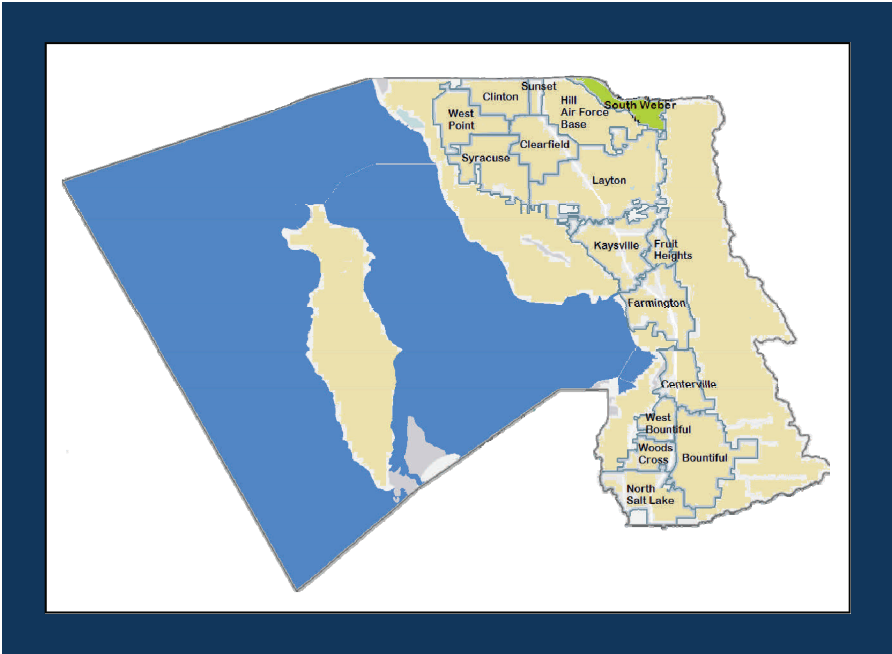 Sunset
Clinton
Hill
Air Force
Base
South Weber
West
Point
Clearfield
Syracuse
Layton
Kaysville
Fruit
Heights
Farmington
Centerville
West
Bountiful
Woods
Cross
Bountiful
North
Salt Lake